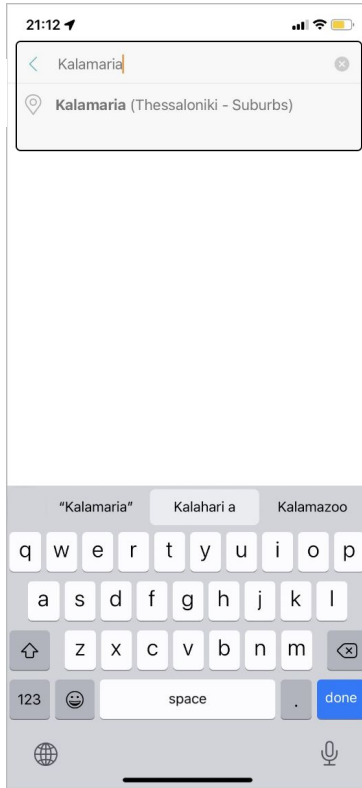 21:12
Kalamaria
Kalamaria (Thessaloniki - Suburbs)
“Kalamaria” Kalahari a Kalamazoo
q w e r t y u i o p
a s d f g h j k l
z x c v b n m
123 space . done